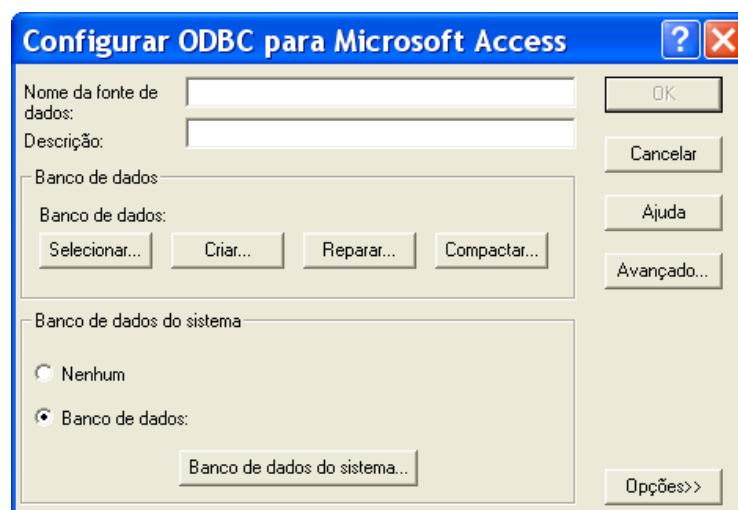 Configurar ODBC para Microsoft Access
Nome da fonte de
dados:
OK
Descrição:
Cancelar
Banco de dados
Banco de dados:
Ajuda
Selecionar...
Criar...
Reparar...
Compactar...
Avançado...
Banco de dados do sistema
Nenhum
Banco de dados:
Banco de dados do sistema...
Opções>>